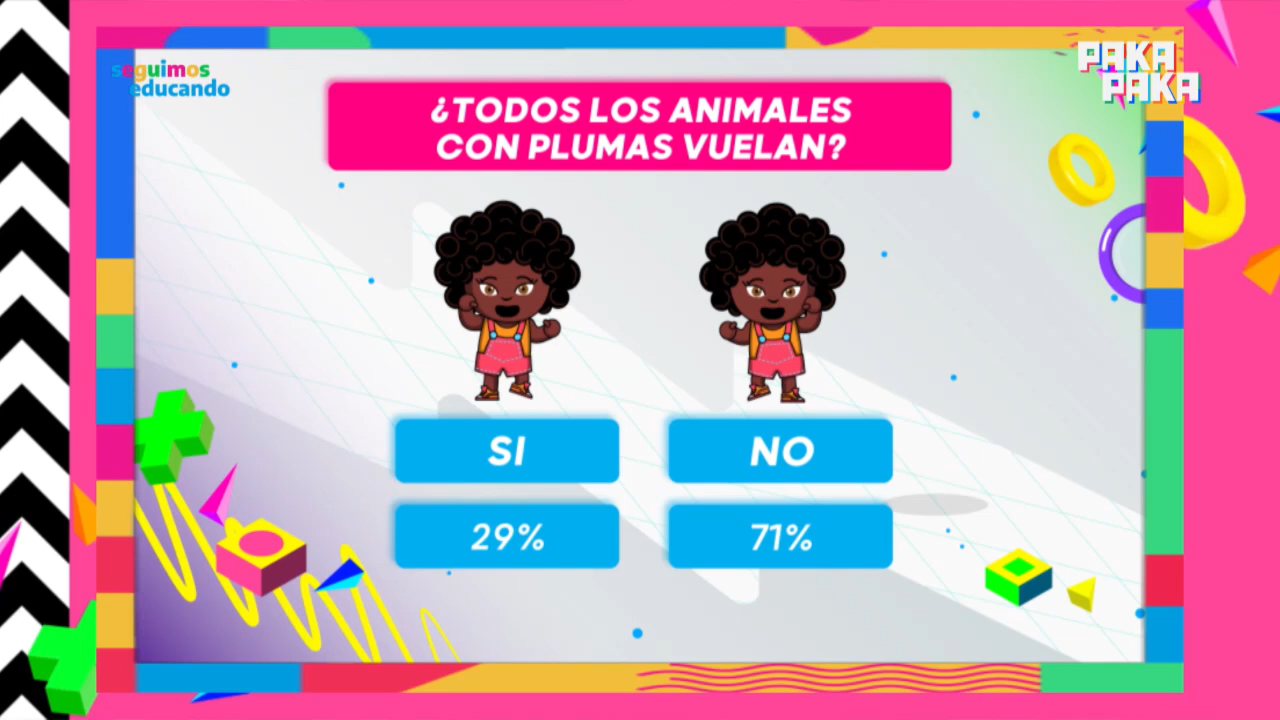 seguimos
educando
PAKA
PAKA
¿TODOS LOS ANIMALES
CON PLUMAS VUELAN?
SI
NO
29%
71%